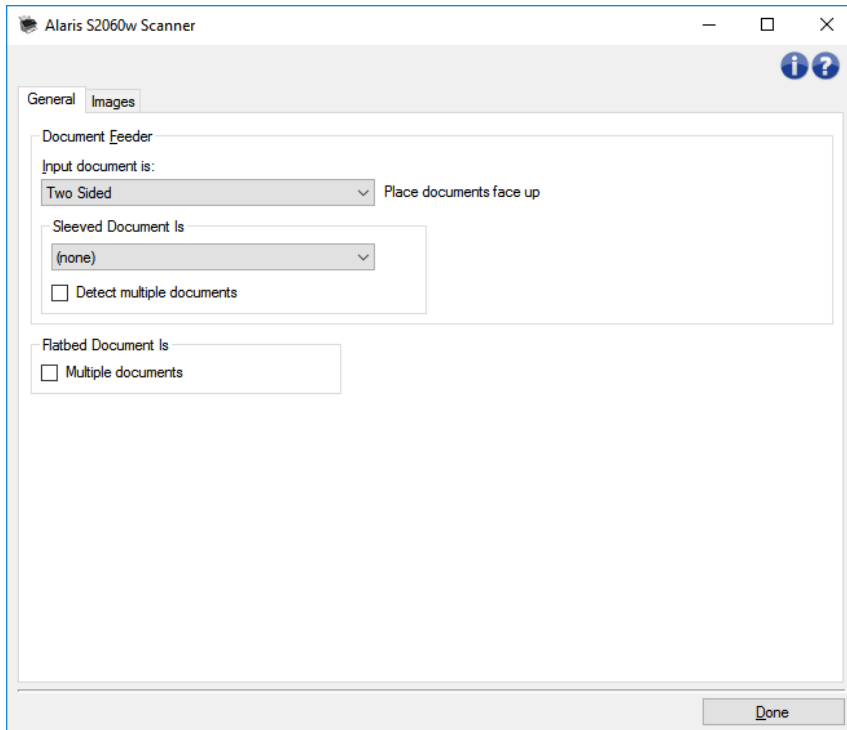 Alaris S2060w Scanner
General Images
Document Feeder
Input document is:
Two Sided Place documents face up
Sleeved Document Is
(none)
Detect multiple documents
Flatbed Document Is
Multiple documents
Done